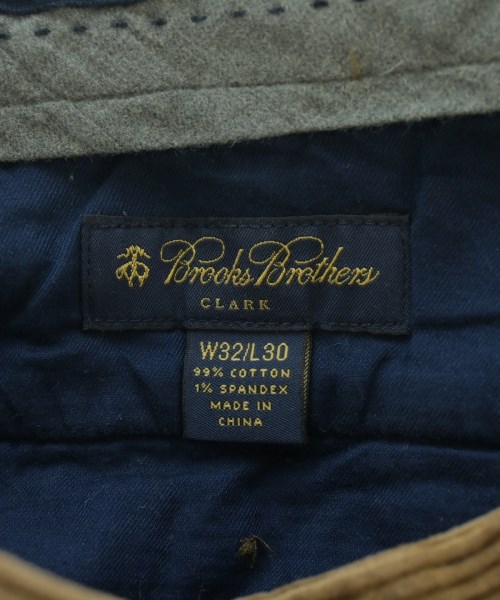 Brooks Brothers
CLARK
W32/L30
99% COTTON
1% SPANDEX
MADE IN
CHINA